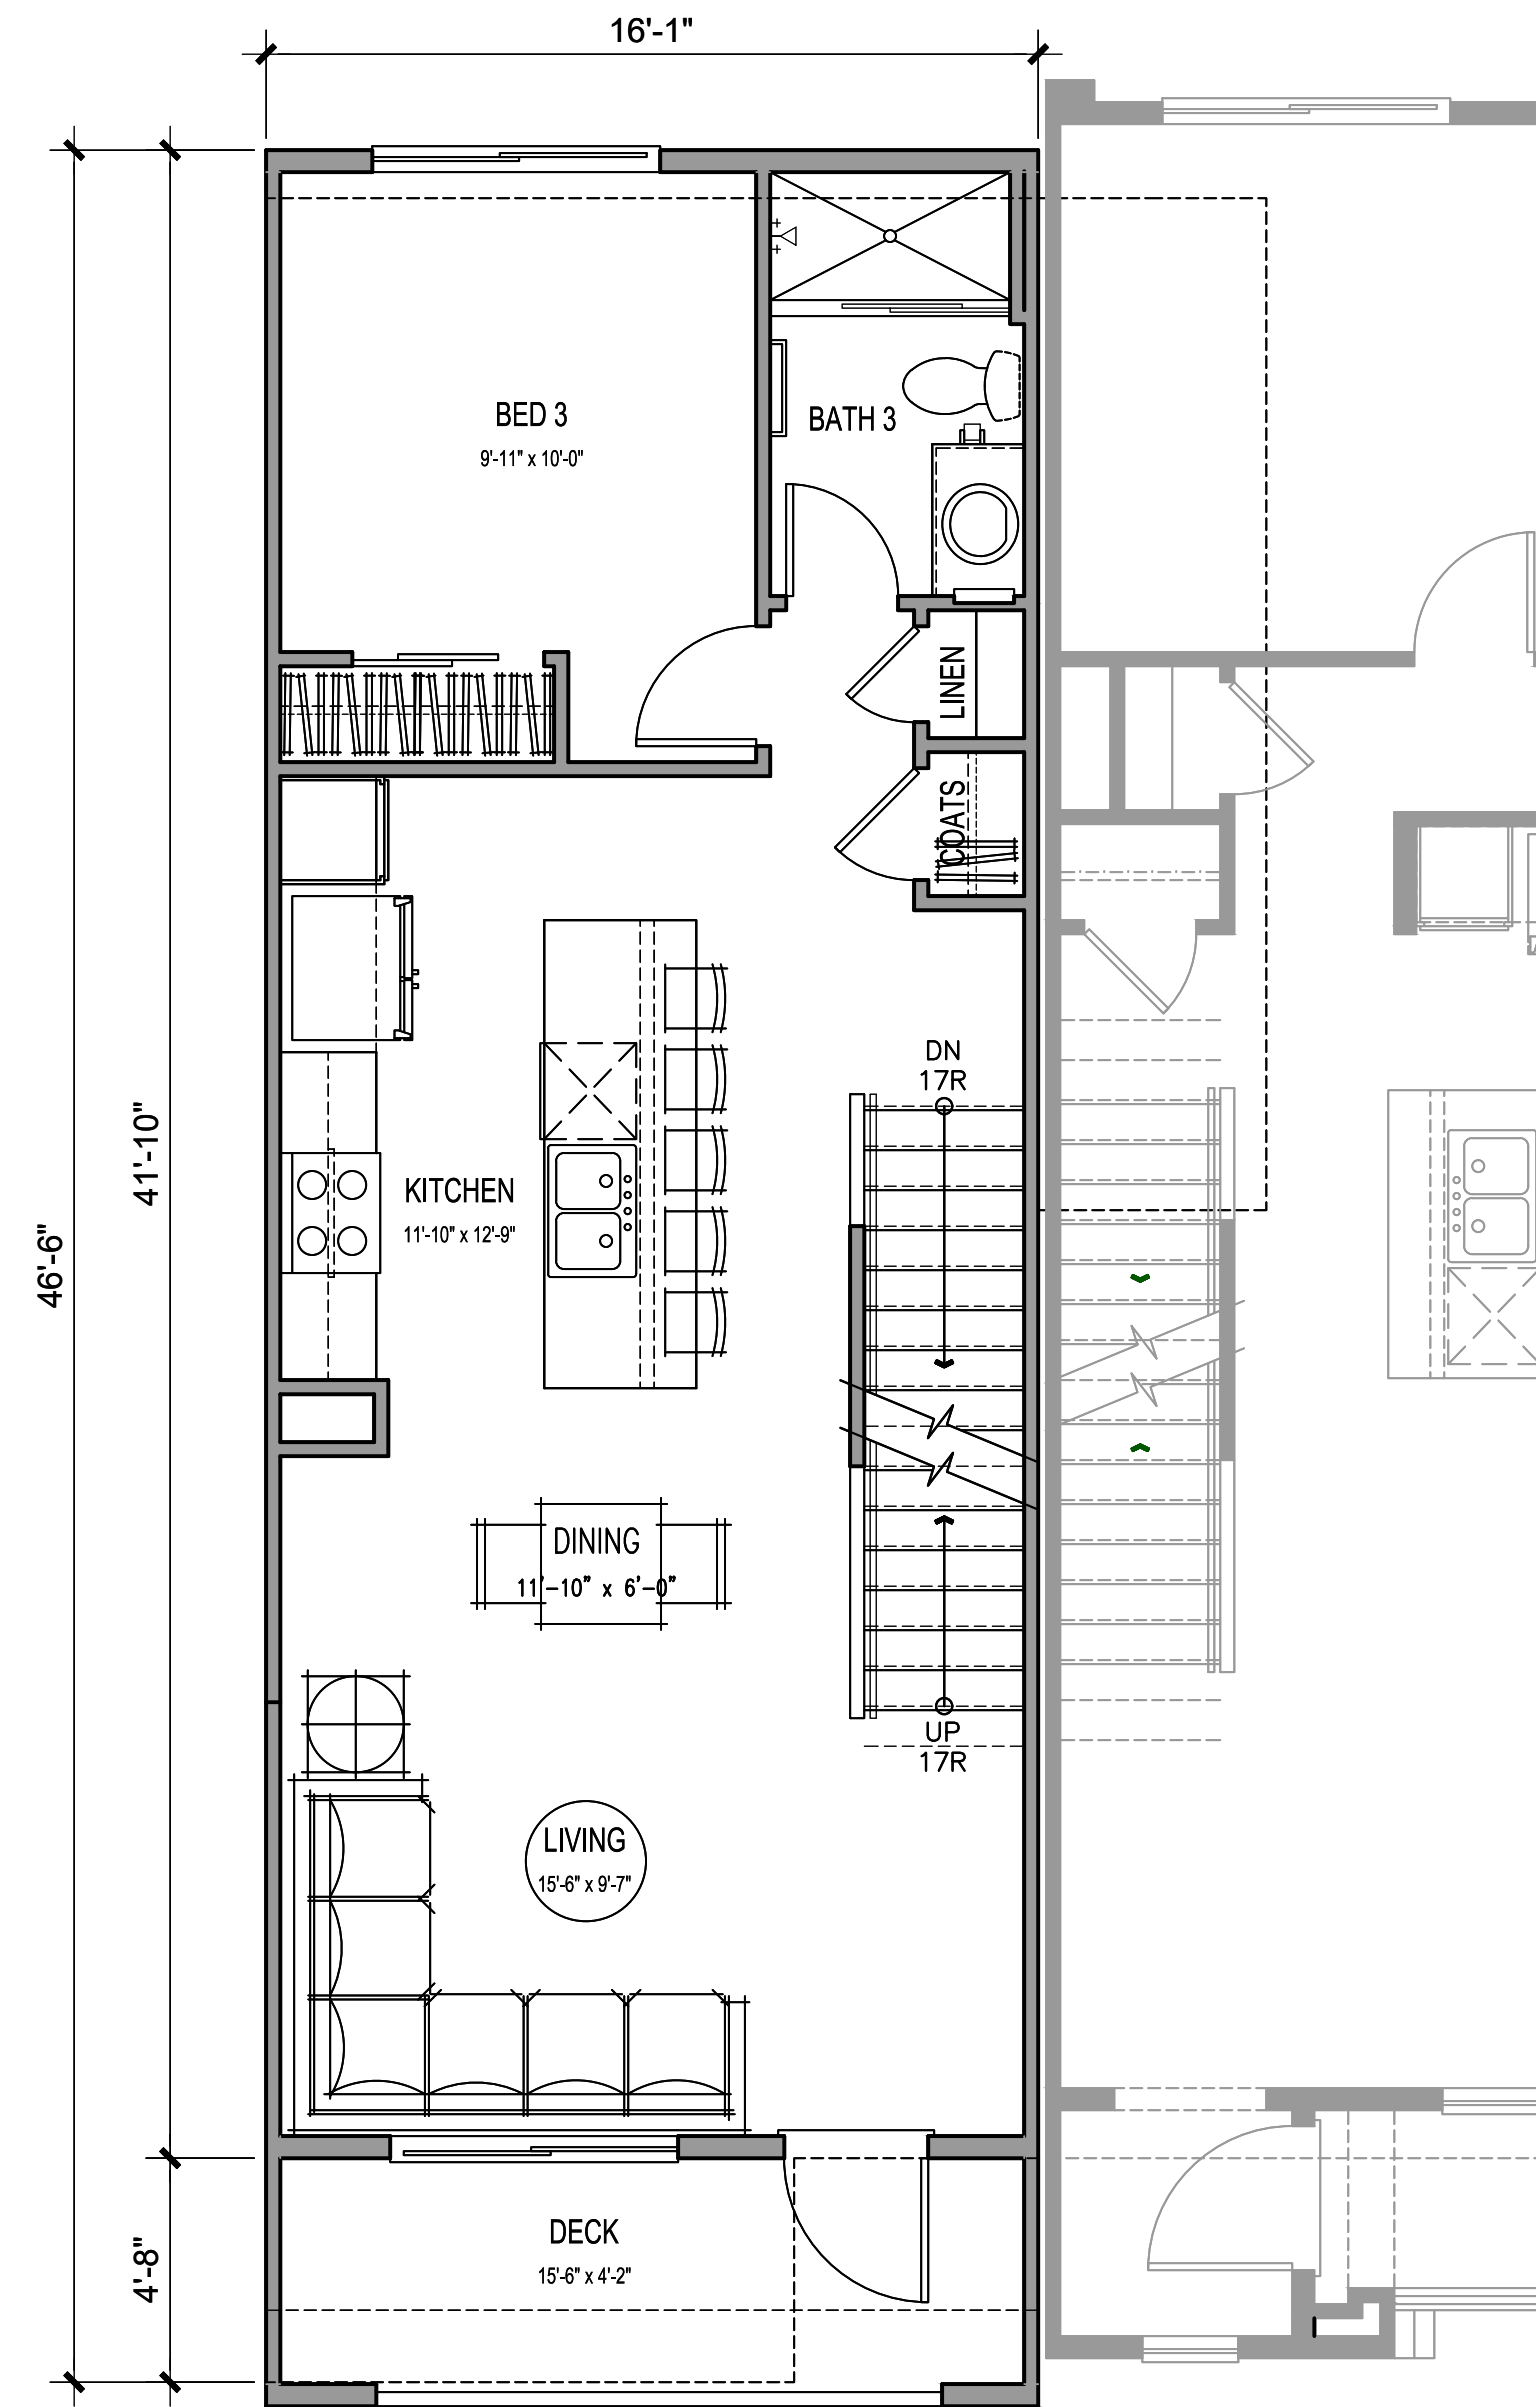 16'-1"
BED 3
9'-11" x 10'-0"
BATH 3
LINEN
COATS
DN
17R
41'-10"
46'-6"
KITCHEN
11'-10" x 12'-9"
DINING
11'-10" x 6'-0"
UP
17R
LIVING
15'-6" x 9'-7"
DECK
15'-6" x 4'-2"
4'-8"